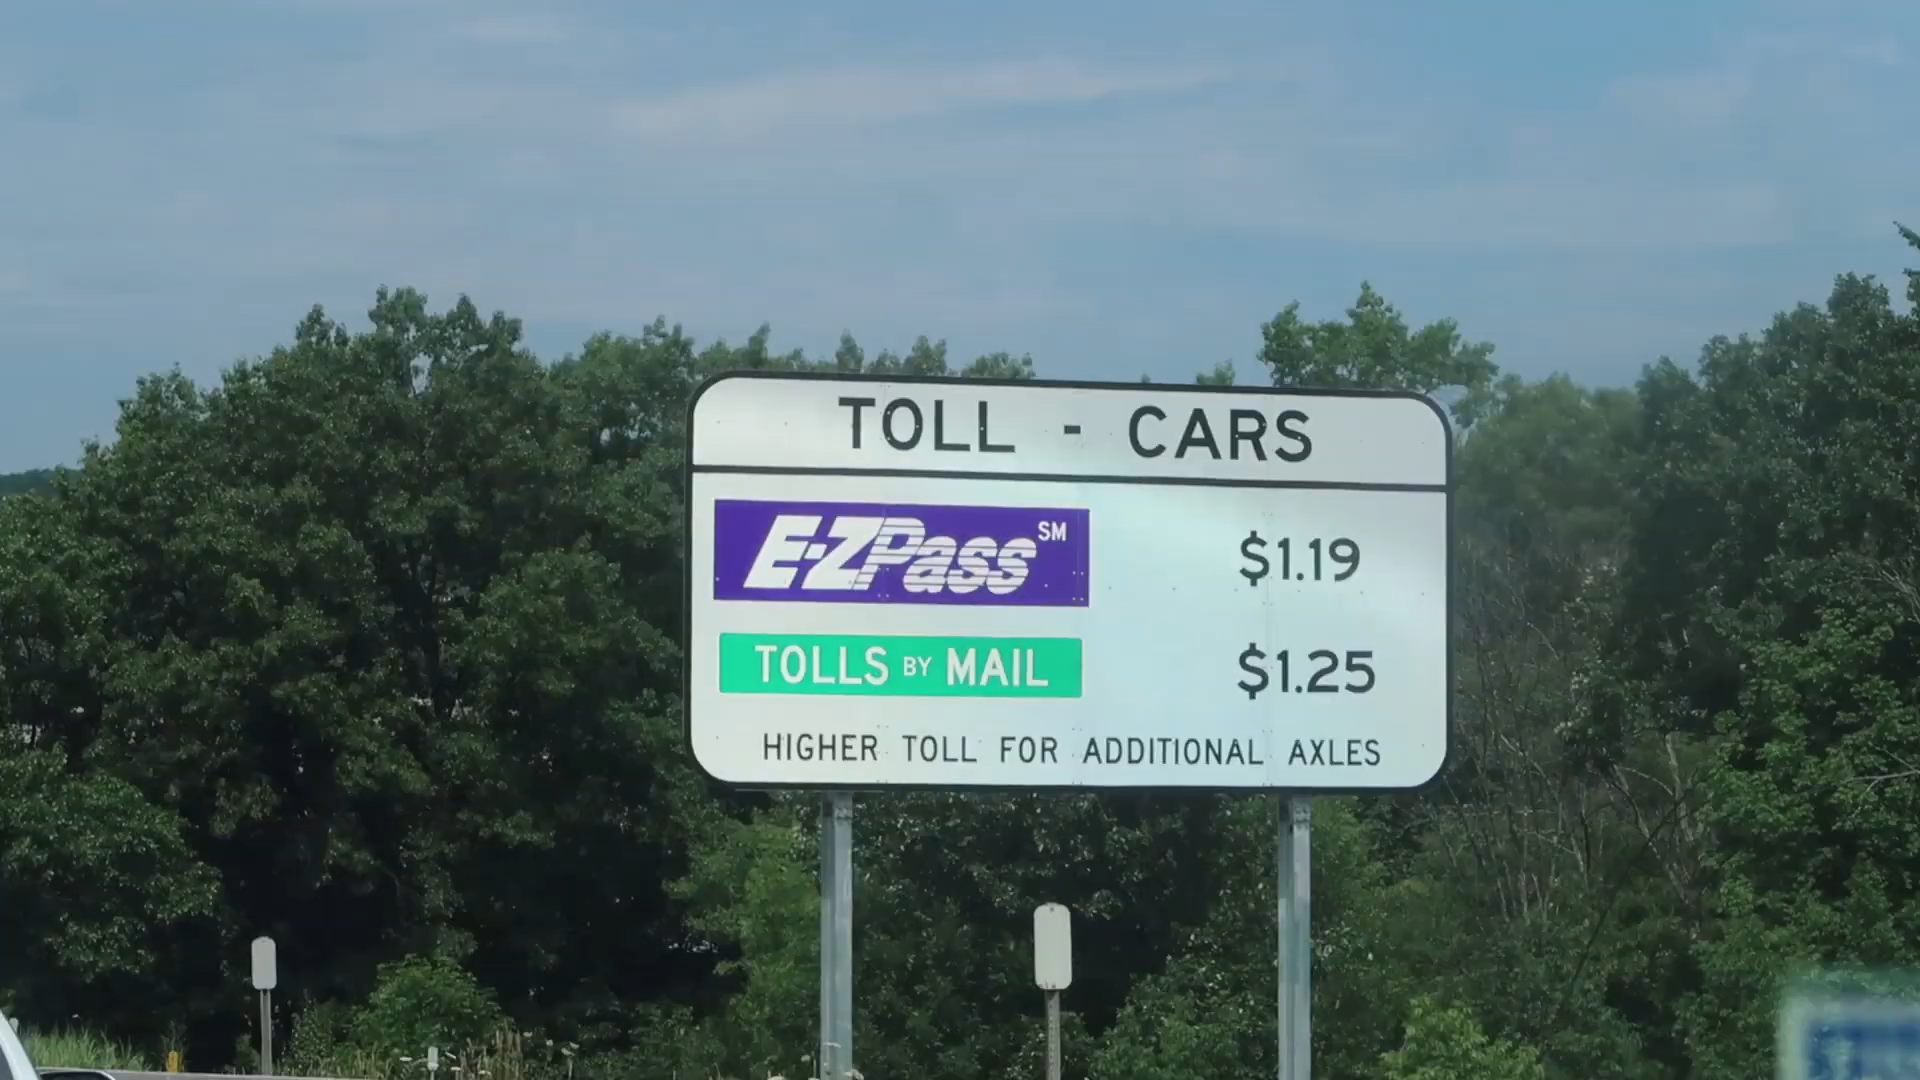 TOLL - CARS
E-ZPass SM $1.19
TOLLS BY MAIL $1.25
HIGHER TOLL FOR ADDITIONAL AXLES